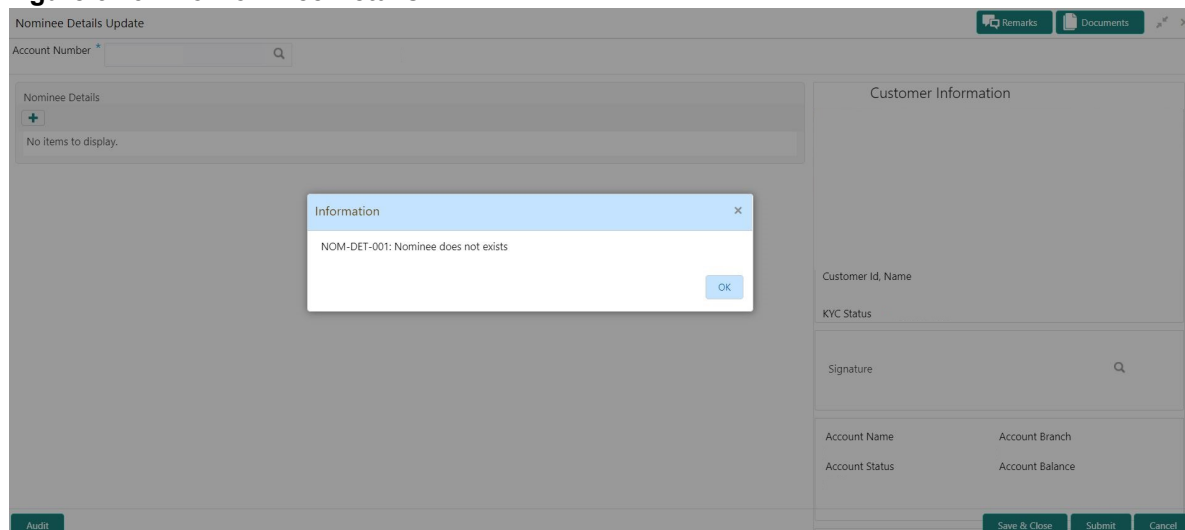 Nominee Details Update
Remarks
Documents
Account Number *
Nominee Details
+
No items to display.
Customer Information
Information
×
NOM-DET-001: Nominee does not exists
OK
Customer Id, Name
KYC Status
Signature
Account Name
Account Branch
Account Status
Account Balance
Audit
Save & Close
Submit
Cancel